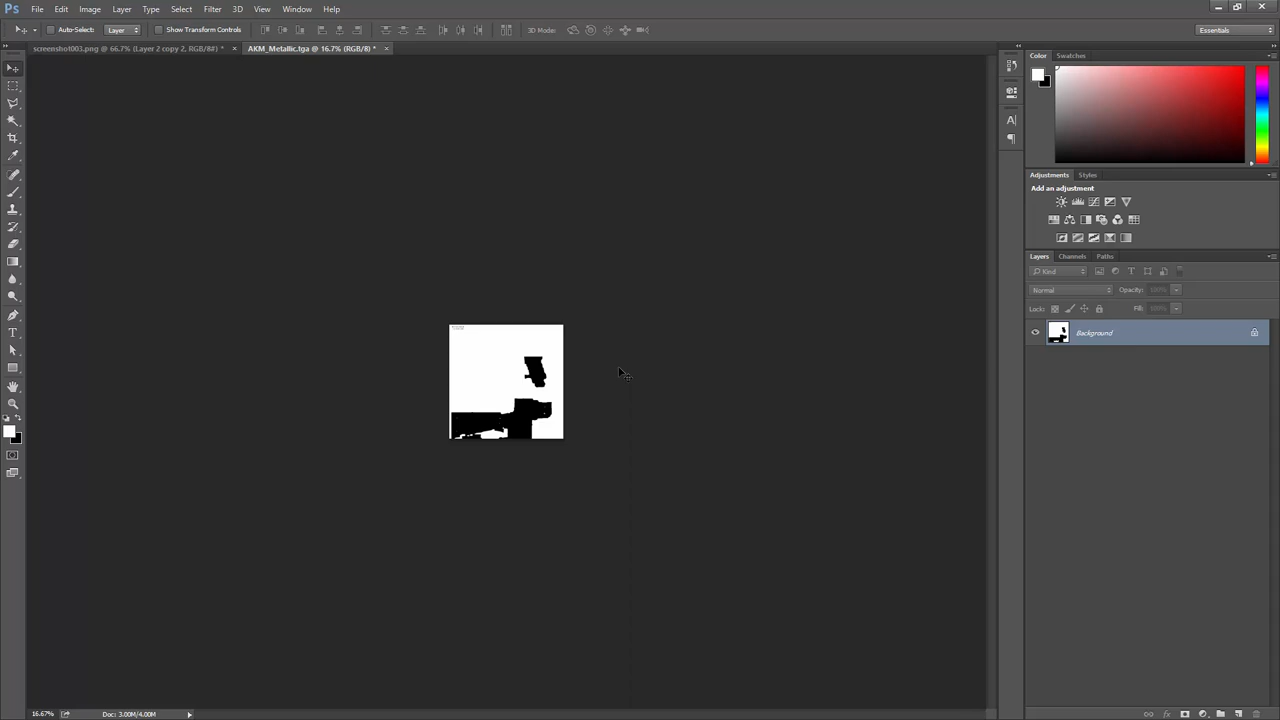 Ps File Edit Image Layer Type Select Filter 3D View Window Help
Auto-Select: Layer Show Transform Controls 3D Mode: Essentials
screenshot003.png @ 66.7% (Layer 2 copy 2, RGB/8#) * × AKM_Metallic.tga @ 16.7% (RGB/8) * ×
Color Swatches
Adjustments Styles
Add an adjustment
Layers Channels Paths
Kind
Normal Opacity: 100%
Lock: Fill: 100%
Background
16.67% Doc: 3.00M/4.00M